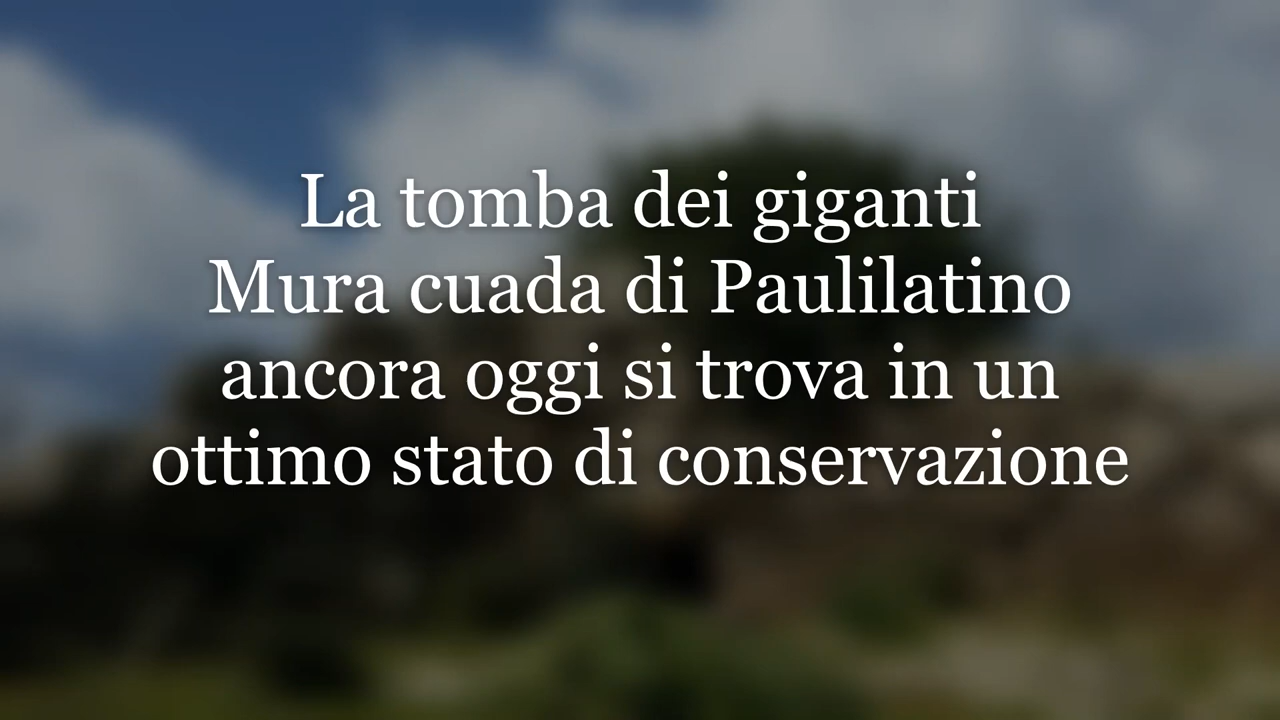 La tomba dei giganti
Mura cuada di Paulilatino
ancora oggi si trova in un
ottimo stato di conservazione